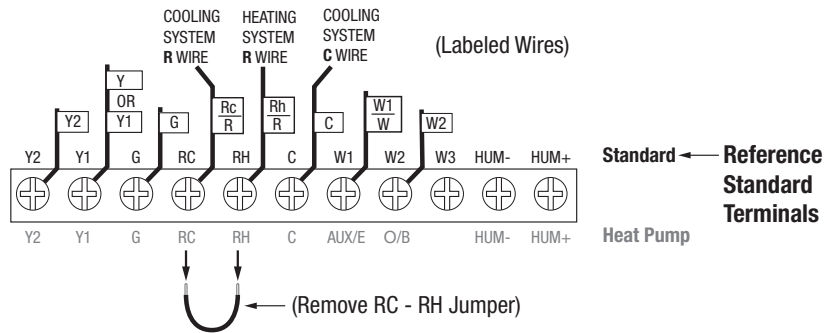 COOLING
SYSTEM
R WIRE
HEATING
SYSTEM
R WIRE
COOLING
SYSTEM
C WIRE
(Labeled Wires)
Y2
Y
OR
Y1
G
Rc
R
Rh
R
C
W1
W
W2
Y2 Y1 G RC RH C W1 W2 W3 HUM- HUM+ Standard
Reference
Standard
Terminals
Y2 Y1 G RC RH C AUX/E O/B HUM- HUM+ Heat Pump
(Remove RC - RH Jumper)